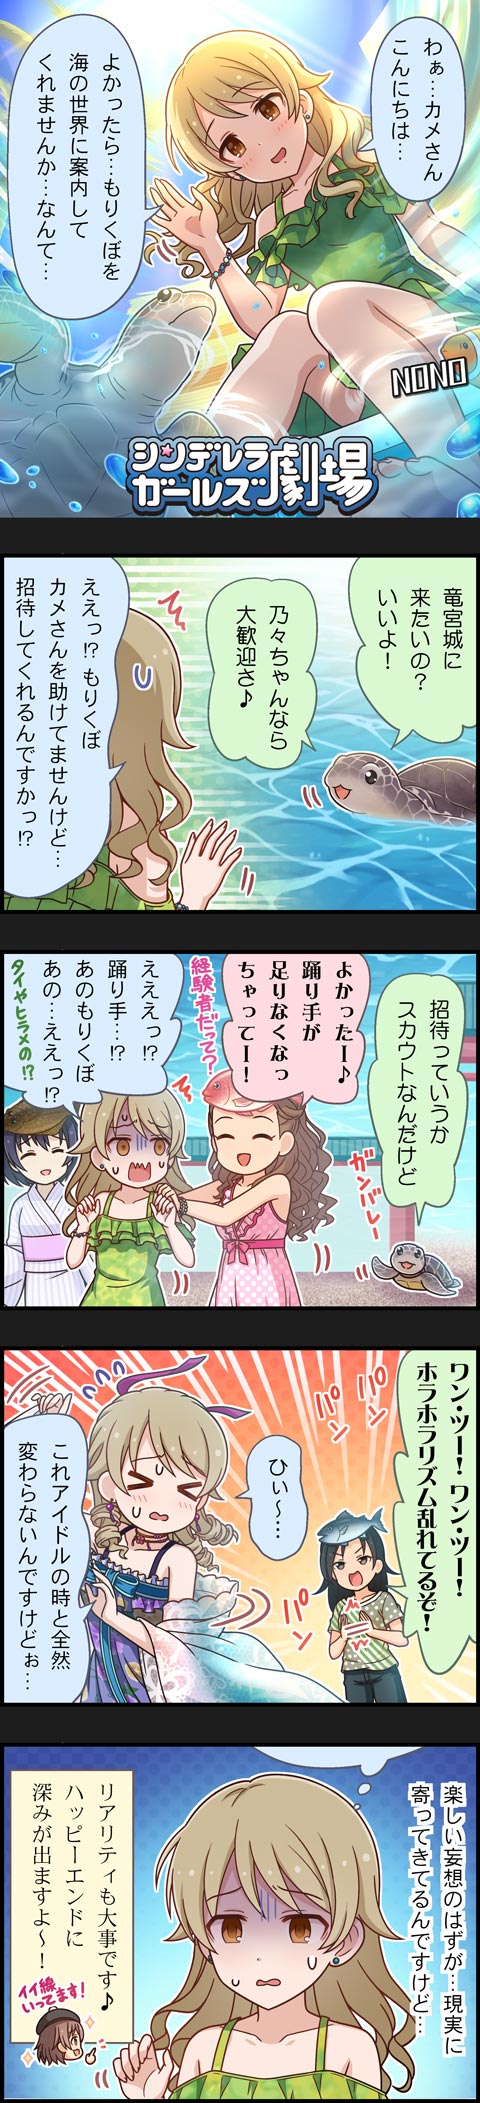 わぁ…カメさん
こんにちは…
よかったら…もりくぼを
海の世界に案内して
くれませんか…なんて…
NONO
シンデレラ
ガールズ劇場
竜宮城に
来たいの？
いいよ！
乃々ちゃんなら
大歓迎さ♪
ええっ!? もりくぼ
カメさんを助けてませんけど…
招待してくれるんですかっ!?
招待っていうか
スカウトなんだけど
ガンバレー
よかったー♪
踊り手が
足りなくなっ
ちゃってー！
経験者だって？
えええっ!?
踊り手…!?
あのもりくぼ
あの…ええっ!?
タイやヒラメの!?
ワン・ツー！ワン・ツー！
ホラホラリズム乱れてるぞ！
パン
パン
パン
ひぃ〜…
これアイドルの時と全然
変わらないんですけどぉ…
楽しい妄想のはずが…現実に
寄ってきてるんですけど…
リアリティも大事です♪
ハッピーエンドに
深みが出ますよ〜！
イイ線
いってます！